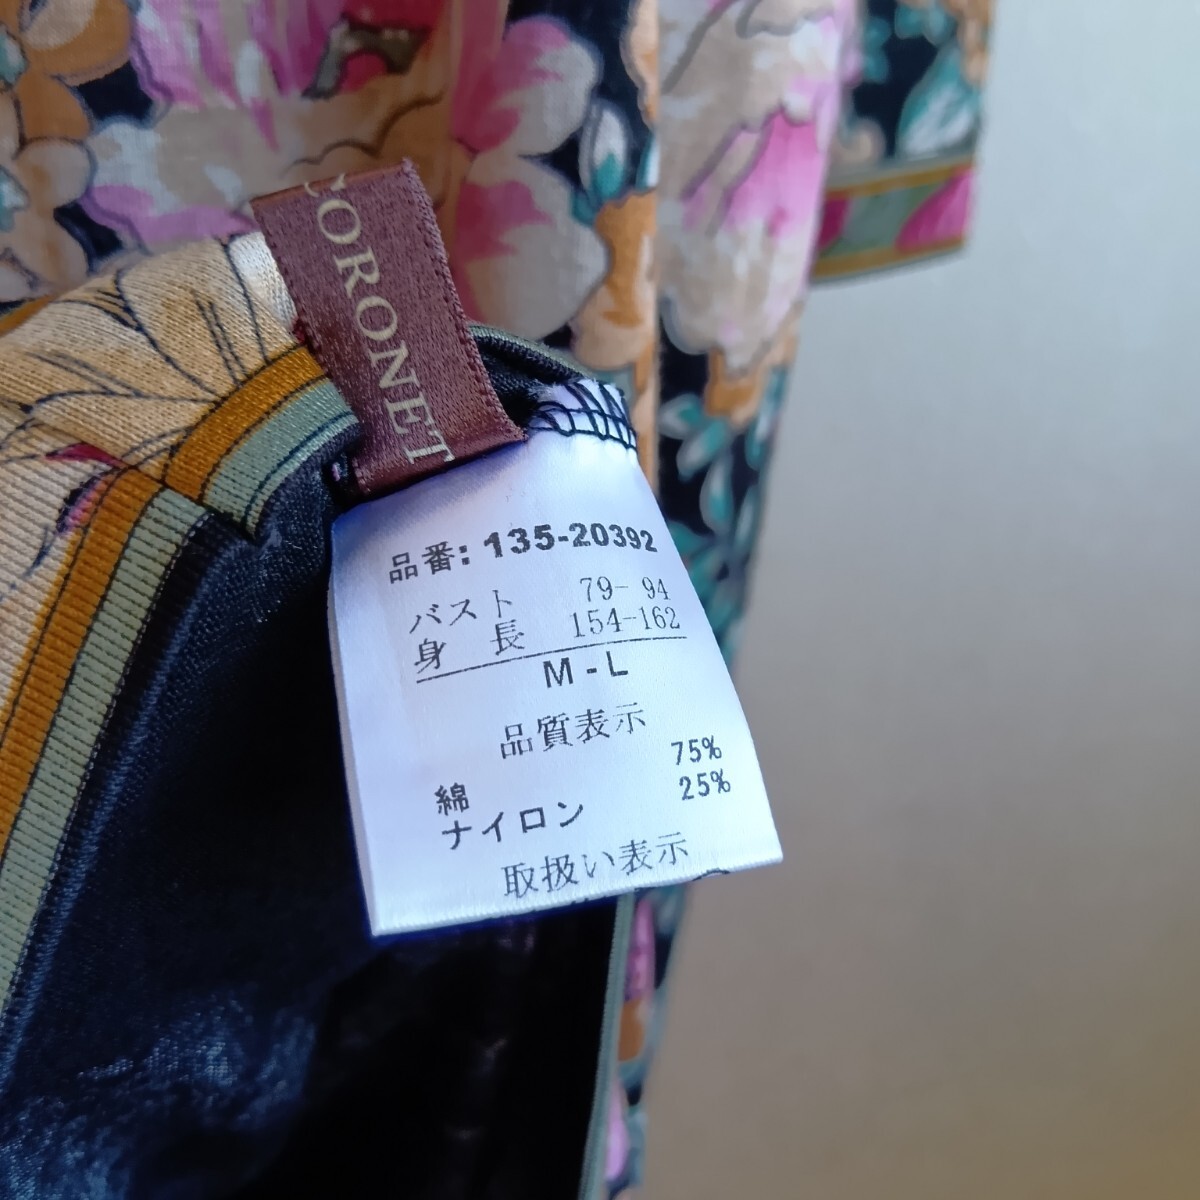 CORONET
品番: 135-20392
バスト 79- 94
身 長 154-162
M - L
品質表示
綿 75%
ナイロン 25%
取扱い表示